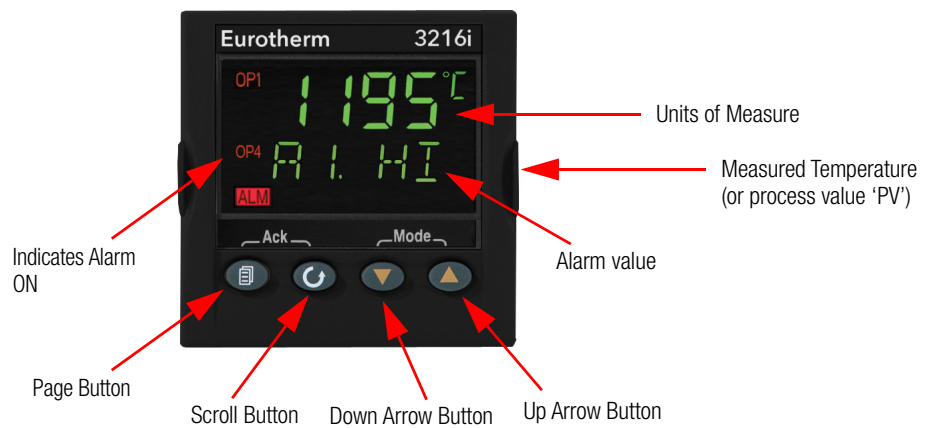 Eurotherm 3216i
OP1 1195 °C
Units of Measure
OP4 A1. HI
Measured Temperature
(or process value ‘PV’)
ALM
Ack Mode
Indicates Alarm
ON
Alarm value
Page Button
Scroll Button
Down Arrow Button
Up Arrow Button